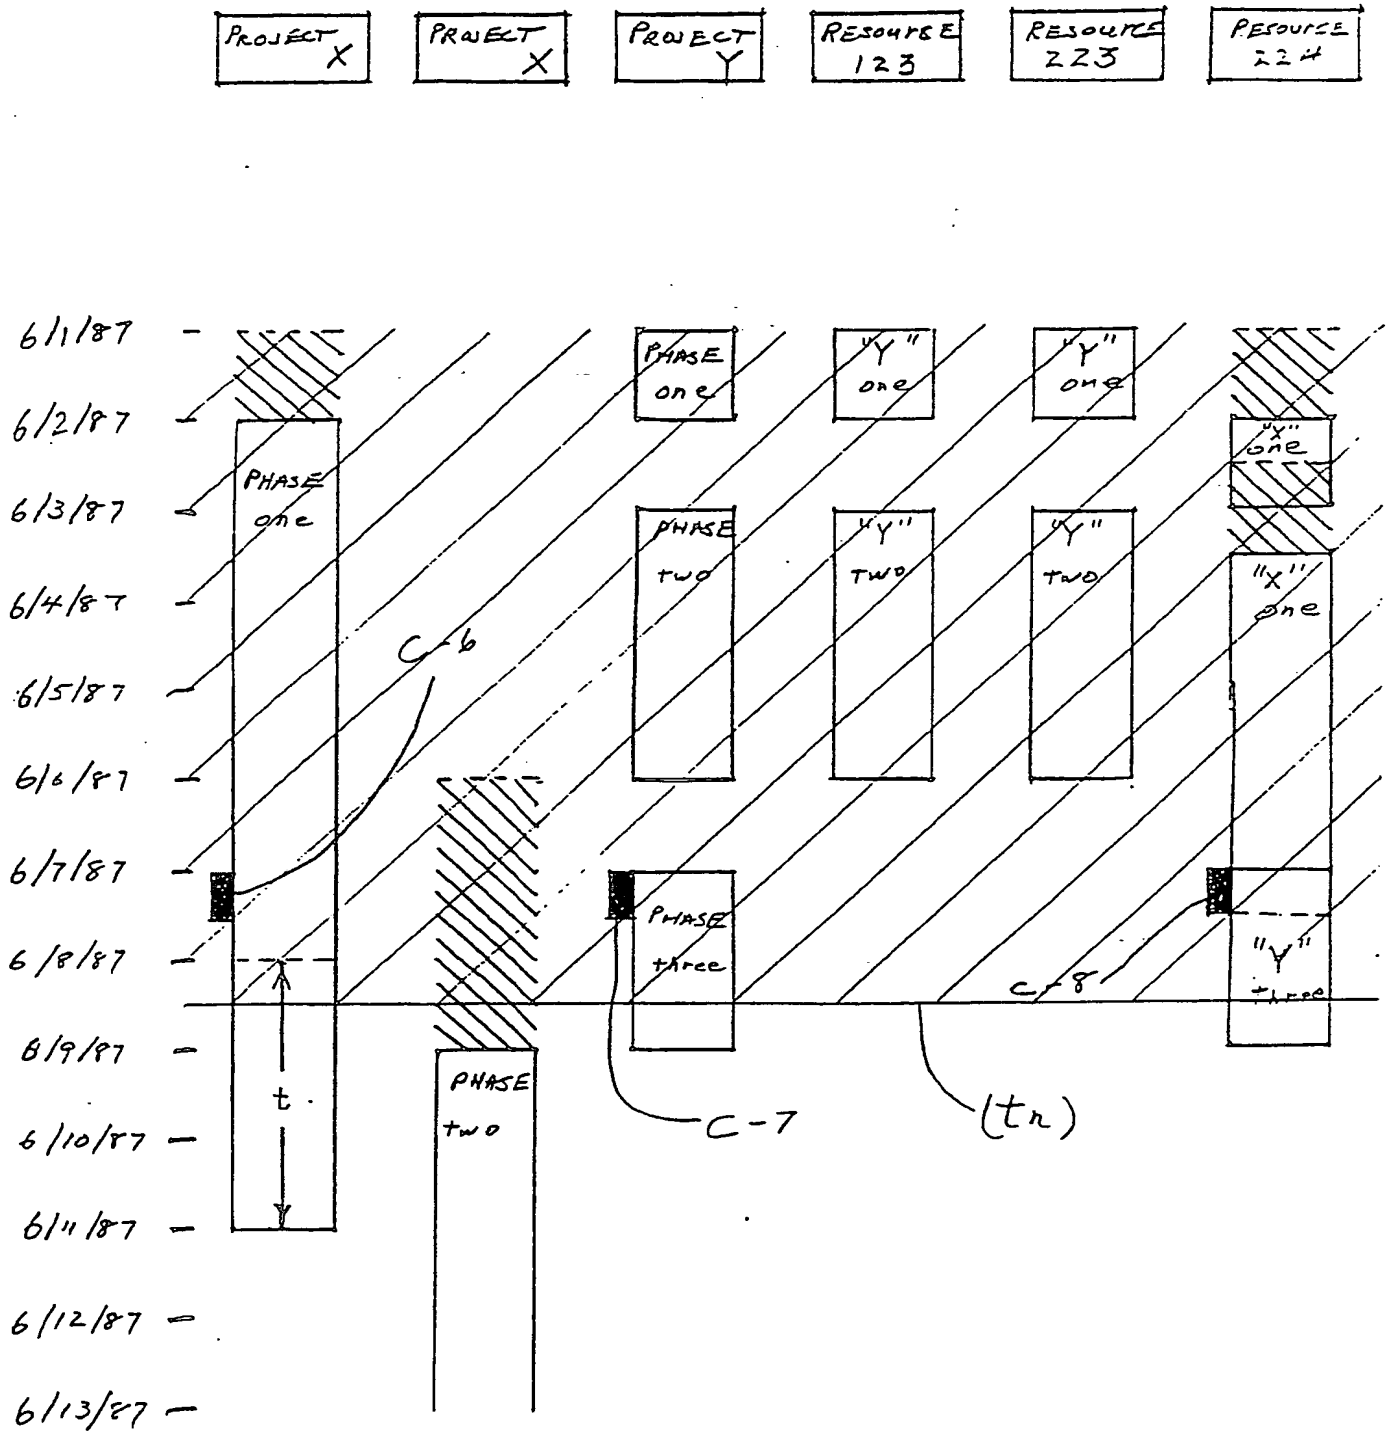 PROJECT
X
PROJECT
X
PROJECT
Y
RESOURSE
123
RESOURSE
223
RESOURSE
224
6/1/87
6/2/87
6/3/87
6/4/87
6/5/87
6/6/87
6/7/87
6/8/87
6/9/87
6/10/87
6/11/87
6/12/87
6/13/87
PHASE
one
C-6
t
PHASE
two
PHASE
one
PHASE
two
PHASE
three
C-7
"Y"
one
"Y"
two
"Y"
one
"Y"
two
(tn)
"X"
one
"X"
one
C-8
"Y"
three